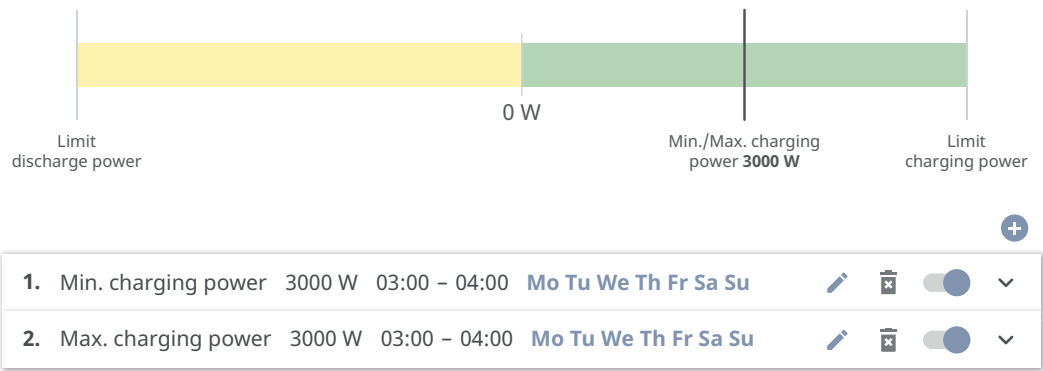 0 W
Limit
discharge power
Min./Max. charging
power 3000 W
Limit
charging power
1. Min. charging power 3000 W 03:00 – 04:00 Mo Tu We Th Fr Sa Su
2. Max. charging power 3000 W 03:00 – 04:00 Mo Tu We Th Fr Sa Su